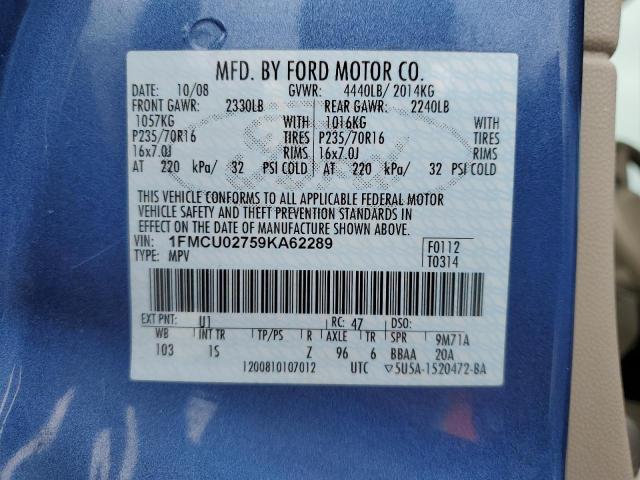 MFD. BY FORD MOTOR CO.
DATE: 10/08 GVWR: 4440LB/ 2014KG
FRONT GAWR: 2330LB REAR GAWR: 2240LB
1057KG WITH 1016KG WITH
P235/70R16 TIRES P235/70R16 TIRES
16x7.0J RIMS 16x7.0J RIMS
AT 220 kPa/ 32 PSI COLD AT 220 kPa/ 32 PSI COLD
THIS VEHICLE CONFORMS TO ALL APPLICABLE FEDERAL MOTOR
VEHICLE SAFETY AND THEFT PREVENTION STANDARDS IN
EFFECT ON THE DATE OF MANUFACTURE SHOWN ABOVE.
VIN: 1FMCU02759KA62289 F0112
TYPE: MPV T0314
EXT PNT: U1 RC: 47 DSO:
WB INT TR TP/PS R AXLE TR SPR 9M71A
103 1S Z 96 6 BBAA 20A
1200810107012 UTC ▽5U5A-1520472-BA